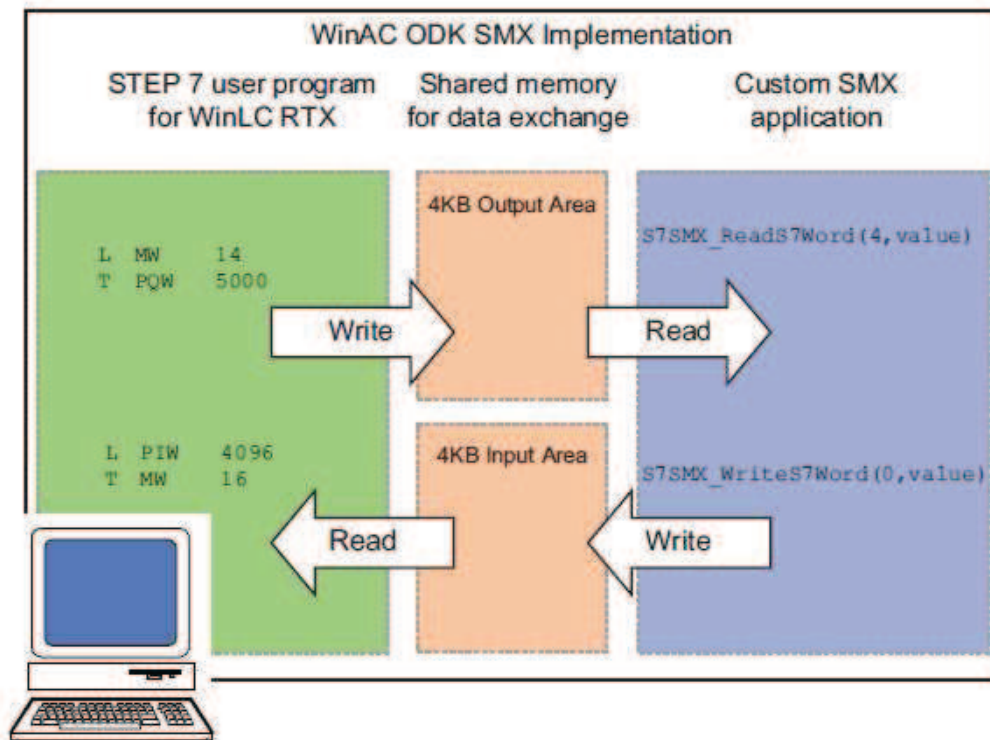 WinAC ODK SMX Implementation
STEP 7 user program
for WinLC RTX
Shared memory
for data exchange
Custom SMX
application
L MW 14
T PQW 5000
4KB Output Area
S7SMX_ReadS7Word(4,value)
Write
Read
L PIW 4096
T MW 16
4KB Input Area
S7SMX_WriteS7Word(0,value)
Read
Write